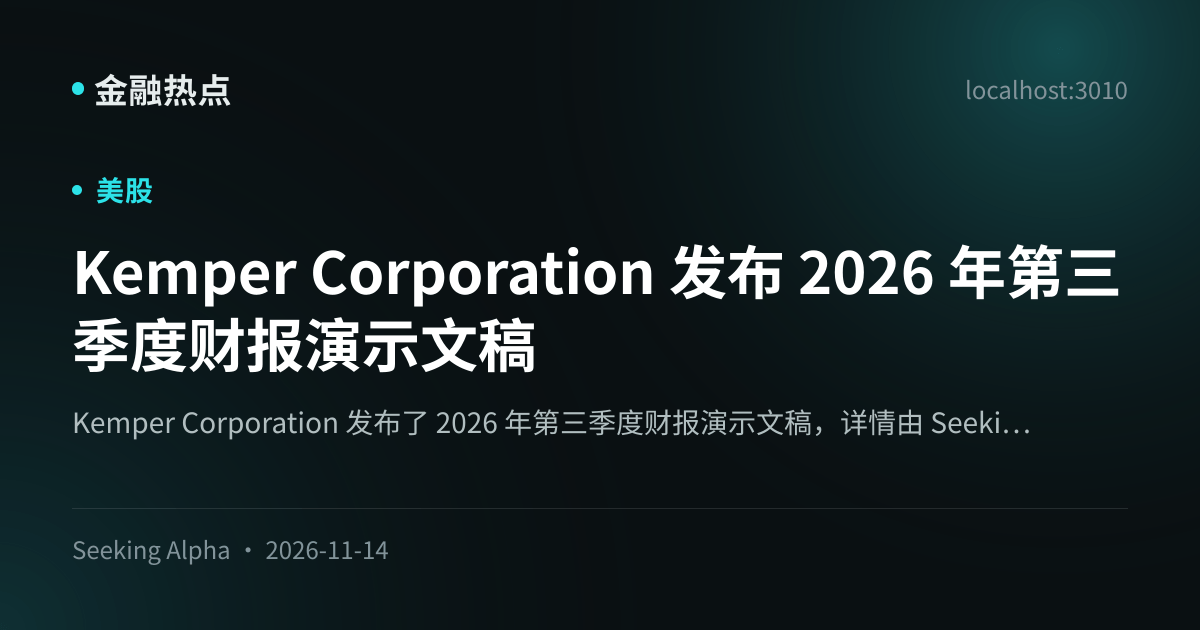 金融热点
localhost:3010
美股
Kemper Corporation 发布 2026 年第三
季度财报演示文稿
Kemper Corporation 发布了 2026 年第三季度财报演示文稿，详情由 Seeki…
Seeking Alpha · 2026-11-14